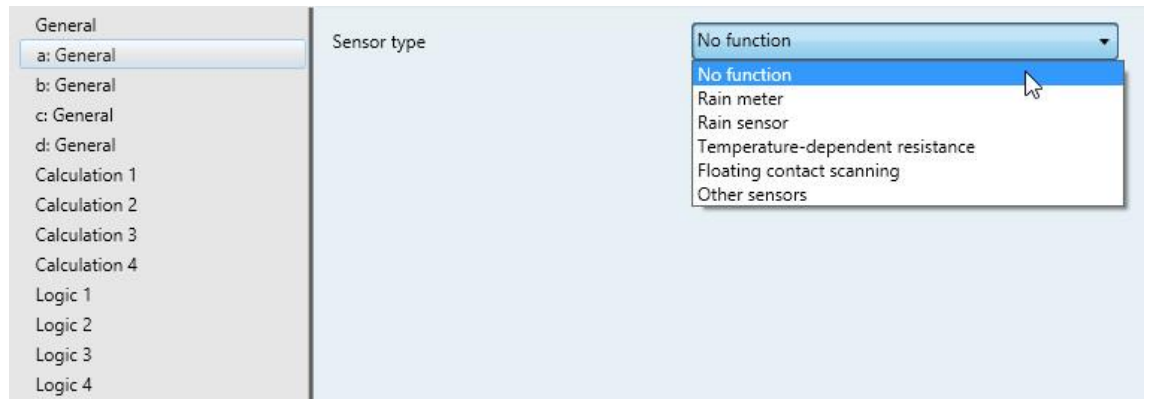 General
a: General
b: General
c: General
d: General
Calculation 1
Calculation 2
Calculation 3
Calculation 4
Logic 1
Logic 2
Logic 3
Logic 4
Sensor type
No function
No function
Rain meter
Rain sensor
Temperature-dependent resistance
Floating contact scanning
Other sensors